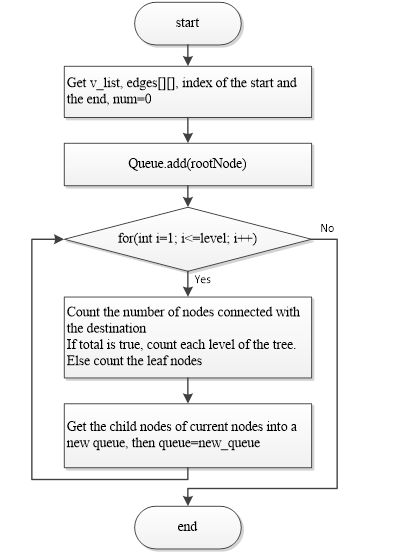 start
Get v_list, edges[][], index of the start and
the end, num=0
Queue.add(rootNode)
for(int i=1; i<=level; i++)
No
Yes
Count the number of nodes connected with
the destination
If total is true, count each level of the tree.
Else count the leaf nodes
Get the child nodes of current nodes into a
new queue, then queue=new_queue
end